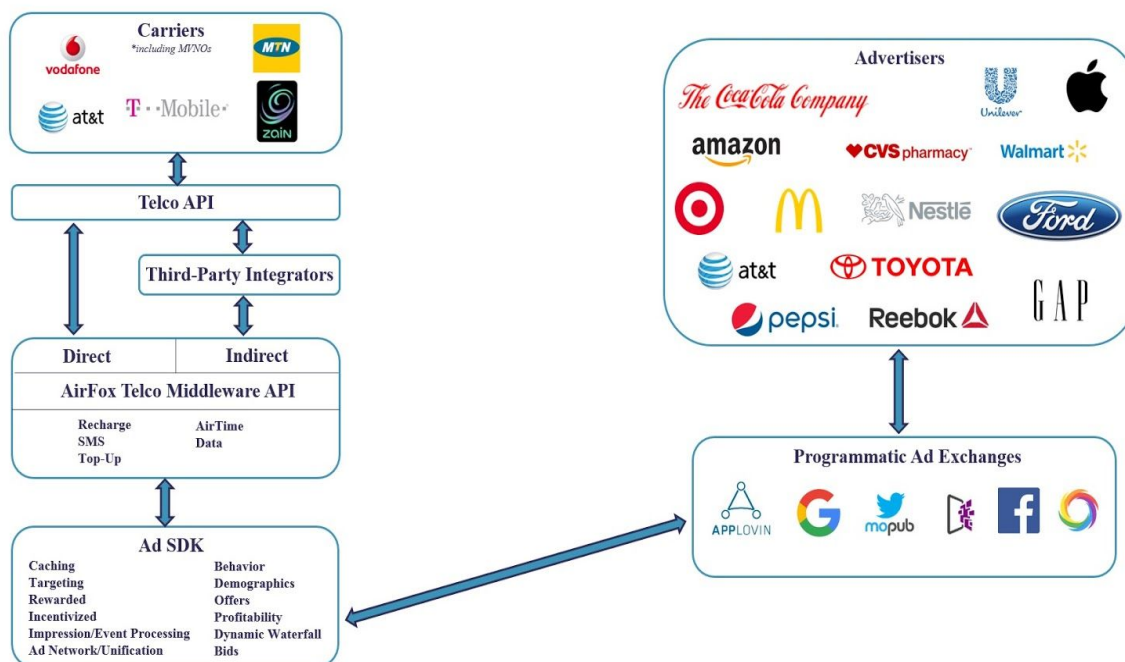 Carriers
*including MVNOs
vodafone
MTN
at&t
T··Mobile·
zain
Telco API
Third-Party Integrators
Direct
Indirect
AirFox Telco Middleware API
Recharge
AirTime
SMS
Data
Top-Up
Ad SDK
Caching
Behavior
Targeting
Demographics
Rewarded
Offers
Incentivized
Profitability
Impression/Event Processing
Dynamic Waterfall
Ad Network/Unification
Bids
Advertisers
The Coca-Cola Company
Unilever
amazon
CVS pharmacy
Walmart
Nestlé
Ford
at&t
TOYOTA
GAP
pepsi
Reebok
Programmatic Ad Exchanges
APPLOVIN
G
mopub
f